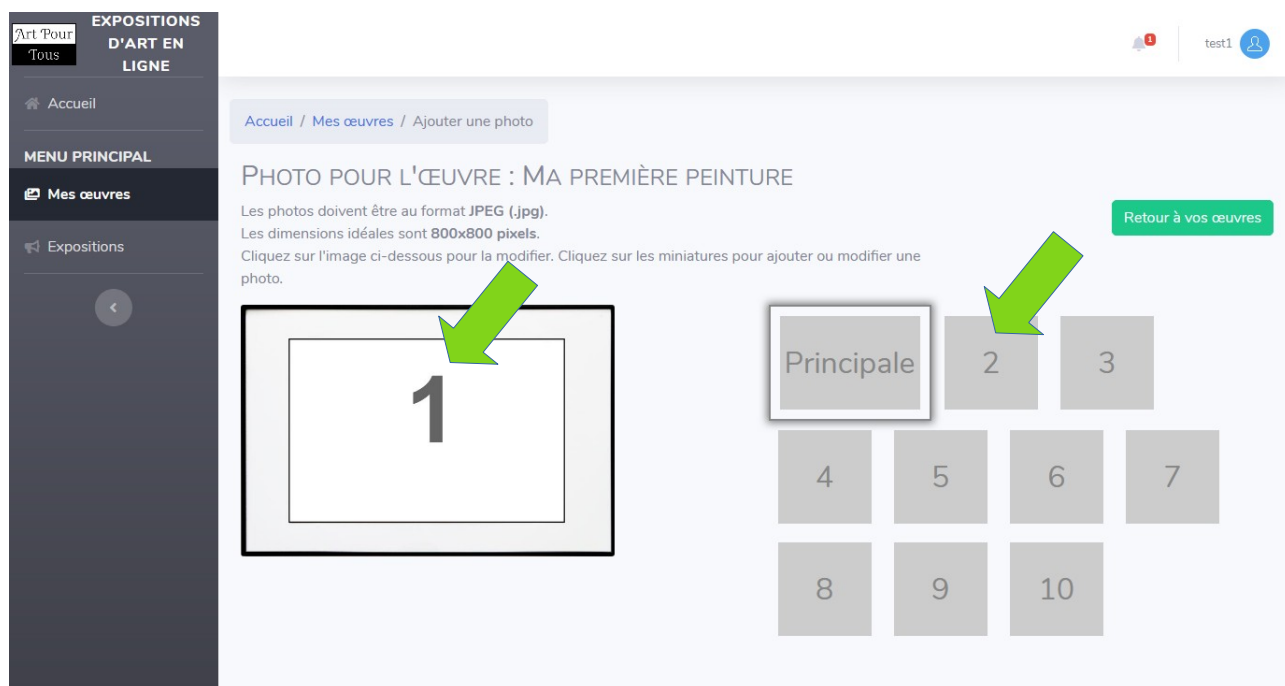 Art Pour
Tous
EXPOSITIONS
D'ART EN
LIGNE
1
test1
Accueil
Accueil / Mes œuvres / Ajouter une photo
MENU PRINCIPAL
Mes œuvres
Expositions
PHOTO POUR L'ŒUVRE : MA PREMIÈRE PEINTURE
Les photos doivent être au format JPEG (.jpg).
Les dimensions idéales sont 800x800 pixels.
Cliquez sur l'image ci-dessous pour la modifier. Cliquez sur les miniatures pour ajouter ou modifier une
photo.
Retour à vos œuvres
1
Principale 2 3
4 5 6 7
8 9 10